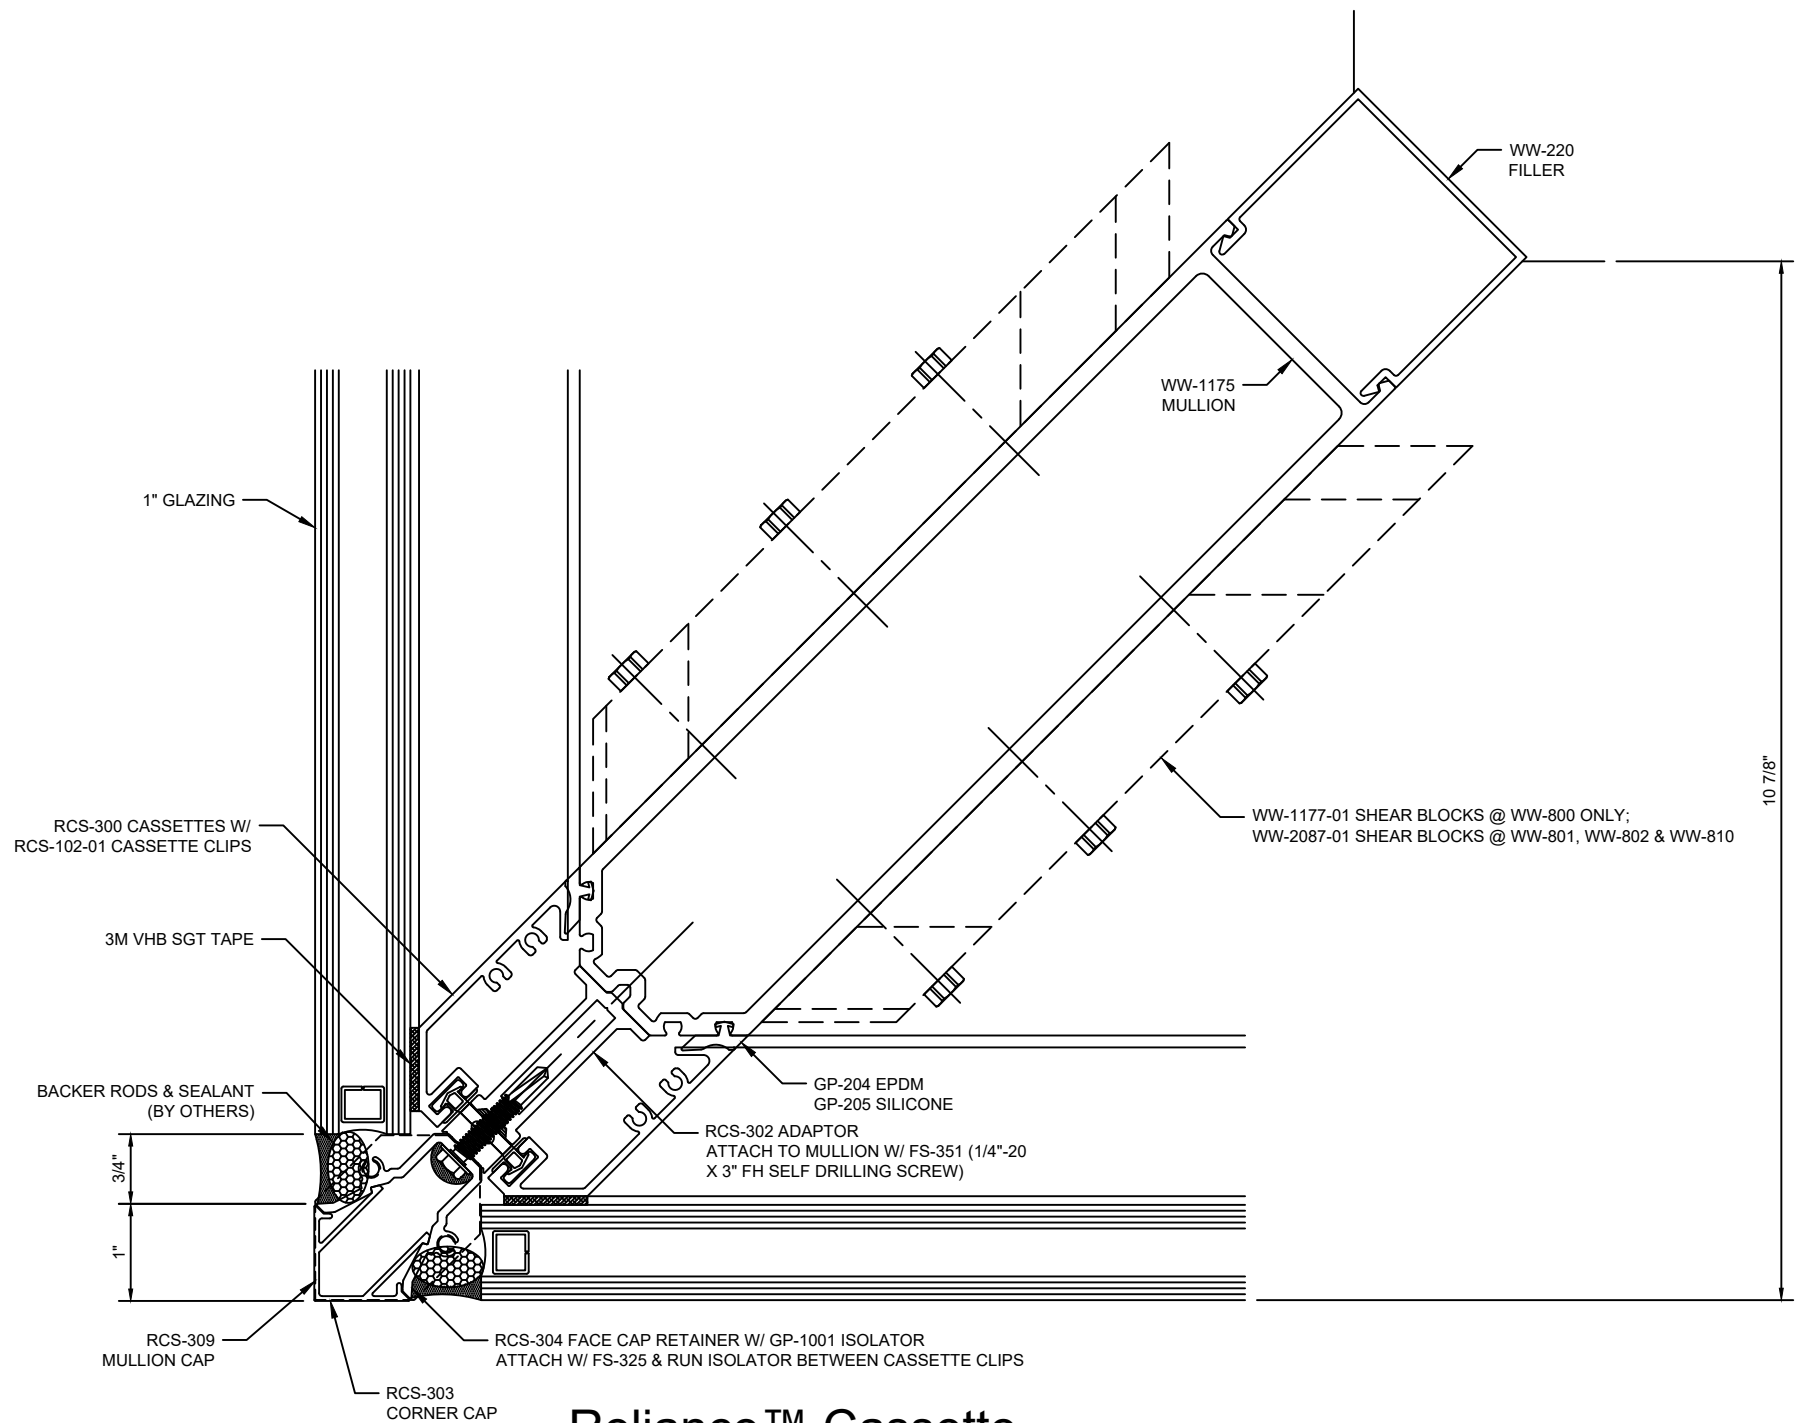 WW-220
FILLER
WW-1175
MULLION
1" GLAZING
10 7/8"
RCS-300 CASSETTES W/
RCS-102-01 CASSETTE CLIPS
WW-1177-01 SHEAR BLOCKS @ WW-800 ONLY;
WW-2087-01 SHEAR BLOCKS @ WW-801, WW-802 & WW-810
3M VHB SGT TAPE
BACKER RODS & SEALANT
(BY OTHERS)
GP-204 EPDM
GP-205 SILICONE
RCS-302 ADAPTOR
ATTACH TO MULLION W/ FS-351 (1/4"-20
X 3" FH SELF DRILLING SCREW)
3/4"
1"
RCS-309
MULLION CAP
RCS-304 FACE CAP RETAINER W/ GP-1001 ISOLATOR
ATTACH W/ FS-325 & RUN ISOLATOR BETWEEN CASSETTE CLIPS
RCS-303
CORNER CAP
Reliance™ Cassette